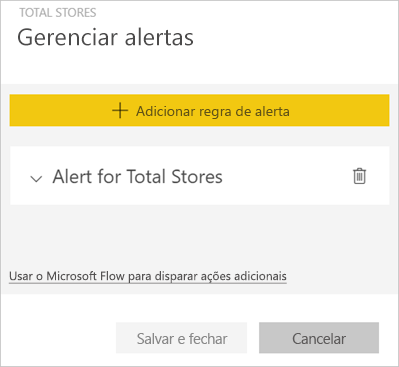 TOTAL STORES
Gerenciar alertas
Adicionar regra de alerta
Alert for Total Stores
Usar o Microsoft Flow para disparar ações adicionais
Salvar e fechar
Cancelar